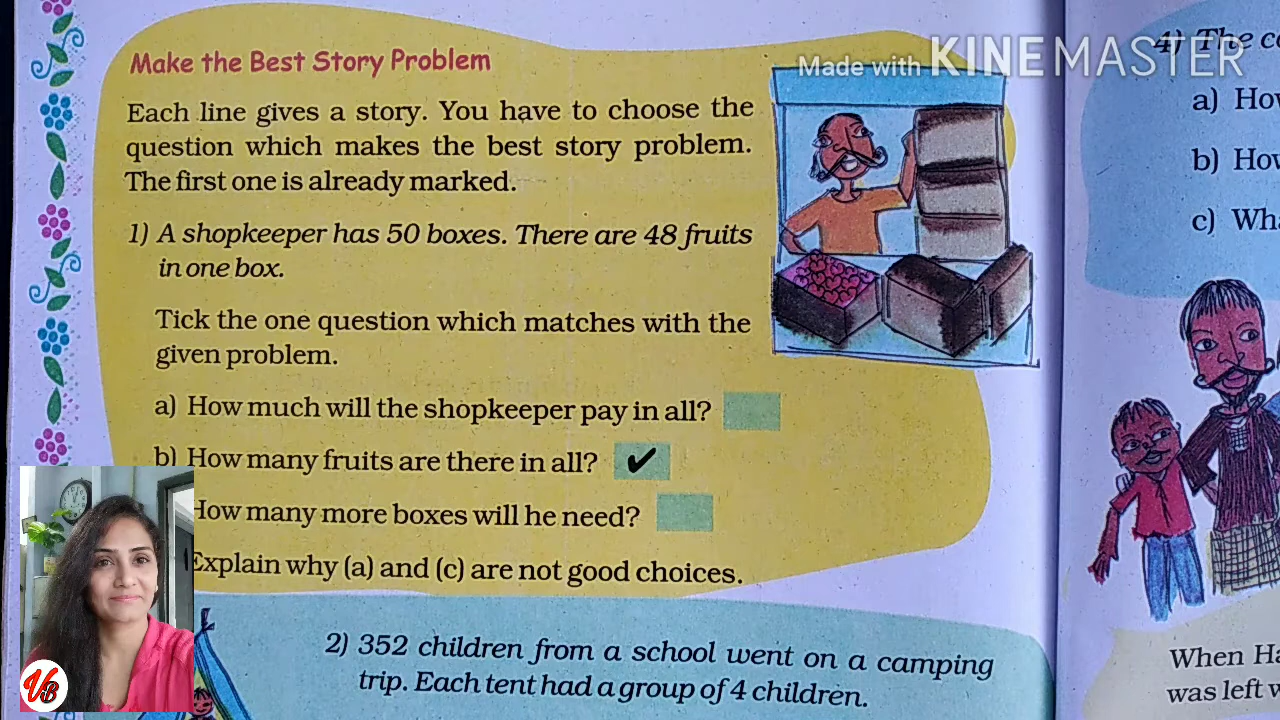 Make the Best Story Problem
Made with KINEMASTER
Each line gives a story. You have to choose the
question which makes the best story problem.
The first one is already marked.
1) A shopkeeper has 50 boxes. There are 48 fruits
in one box.
Tick the one question which matches with the
given problem.
a) How much will the shopkeeper pay in all?
b) How many fruits are there in all? ✔
How many more boxes will he need?
Explain why (a) and (c) are not good choices.
2) 352 children from a school went on a camping
trip. Each tent had a group of 4 children.
4) The
a)
b)
c)
When
was left
VB